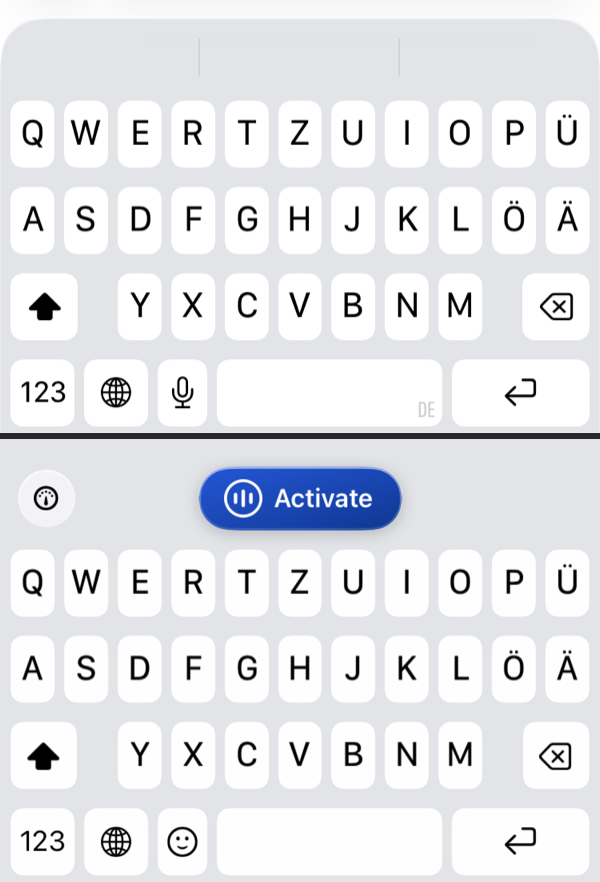 Q W E R T Z U I O P Ü
A S D F G H J K L Ö Ä
Y X C V B N M
123 DE
Activate
Q W E R T Z U I O P Ü
A S D F G H J K L Ö Ä
Y X C V B N M
123